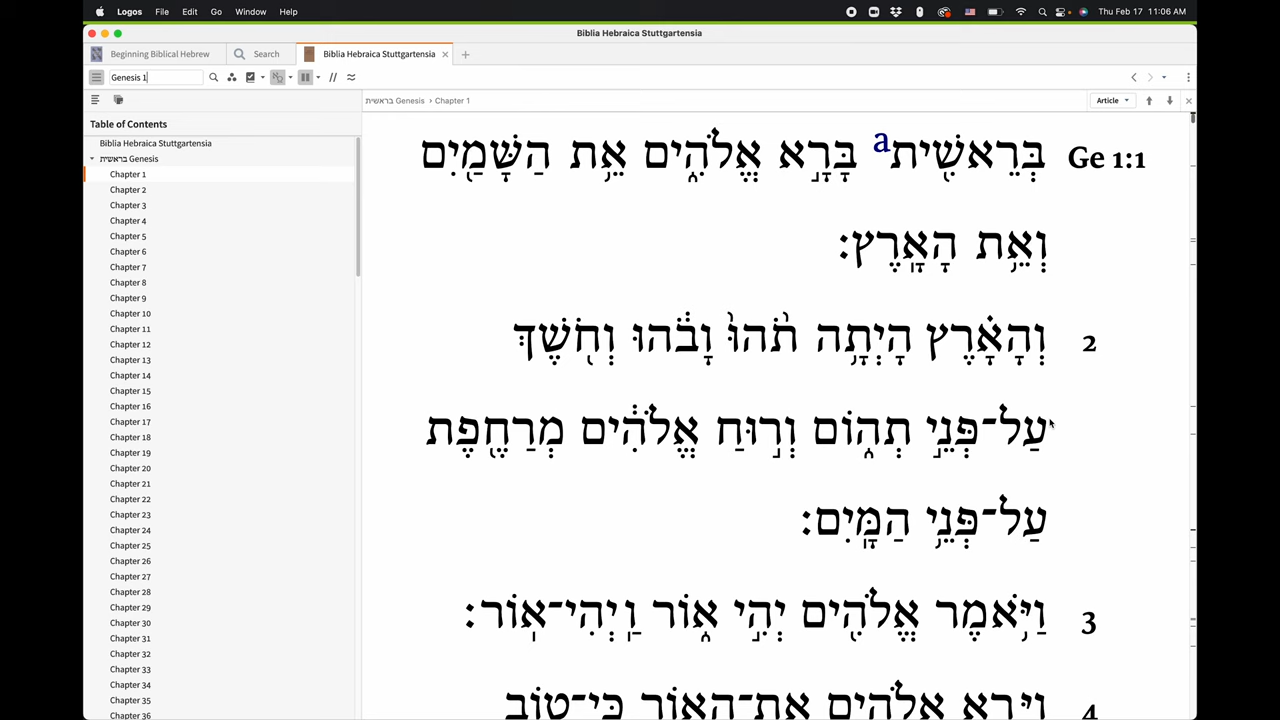 Logos File Edit Go Window Help Thu Feb 17 11:06 AM
Biblia Hebraica Stuttgartensia
Beginning Biblical Hebrew Search Biblia Hebraica Stuttgartensia
Genesis 1
בראשית Genesis › Chapter 1 Article
Table of Contents
Biblia Hebraica Stuttgartensia
בראשית Genesis
Chapter 1
Chapter 2
Chapter 3
Chapter 4
Chapter 5
Chapter 6
Chapter 7
Chapter 8
Chapter 9
Chapter 10
Chapter 11
Chapter 12
Chapter 13
Chapter 14
Chapter 15
Chapter 16
Chapter 17
Chapter 18
Chapter 19
Chapter 20
Chapter 21
Chapter 22
Chapter 23
Chapter 24
Chapter 25
Chapter 26
Chapter 27
Chapter 28
Chapter 29
Chapter 30
Chapter 31
Chapter 32
Chapter 33
Chapter 34
Chapter 35
Chapter 36
Ge 1:1 בְּרֵאשִׁ֖ית a בָּרָ֣א אֱלֹהִ֑ים אֵ֥ת הַשָּׁמַ֖יִם
וְאֵ֥ת הָאָֽרֶץ׃
2 וְהָאָ֗רֶץ הָיְתָ֥ה תֹ֙הוּ֙ וָבֹ֔הוּ וְחֹ֖שֶׁךְ
עַל־פְּנֵ֣י תְה֑וֹם וְר֣וּחַ אֱלֹהִ֔ים מְרַחֶ֖פֶת
עַל־פְּנֵ֥י הַמָּֽיִם׃
3 וַיֹּ֥אמֶר אֱלֹהִ֖ים יְהִ֣י א֑וֹר וַֽיְהִי־אֽוֹר׃
4 וַיַּ֧רְא אֱלֹהִ֛ים אֶת־הָא֖וֹר כִּי־ט֑וֹב